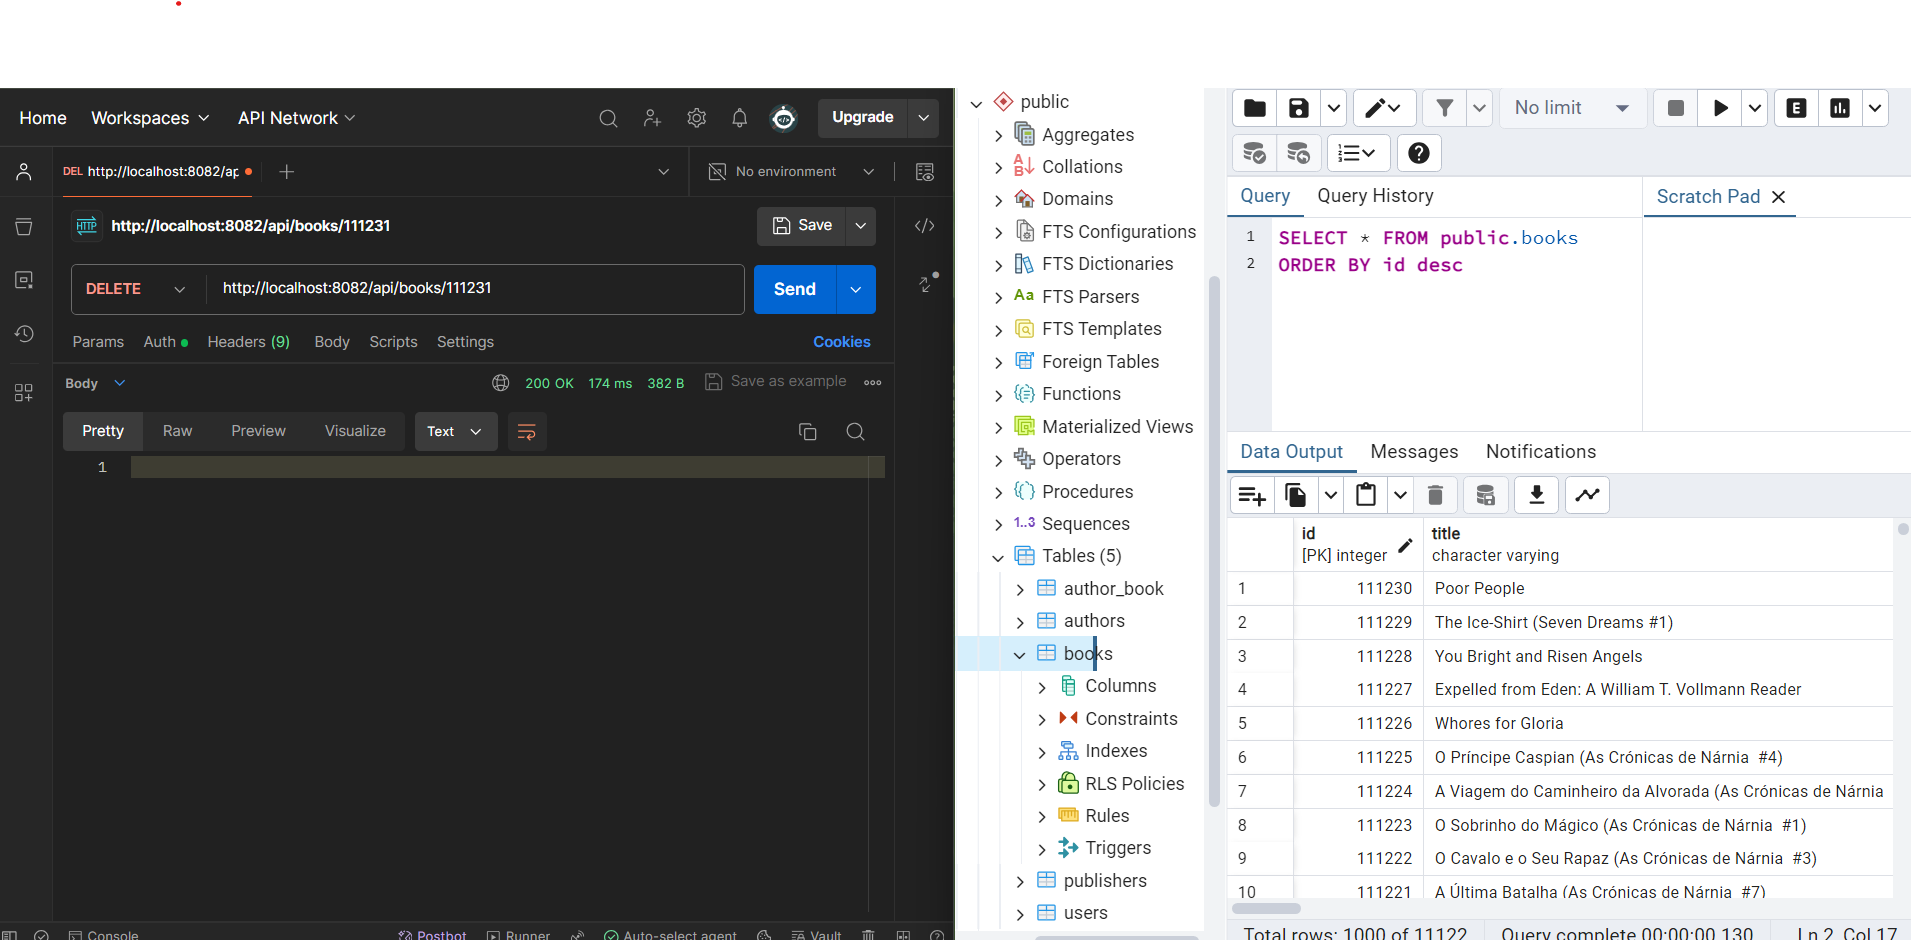 Home Workspaces API Network Upgrade
DEL http://localhost:8082/ap No environment
HTTP http://localhost:8082/api/books/111231 Save
DELETE http://localhost:8082/api/books/111231 Send
Params Auth Headers (9) Body Scripts Settings Cookies
Body 200 OK 174 ms 382 B Save as example
Pretty Raw Preview Visualize Text
1
Console Postbot Runner Auto-select agent Vault
public
Aggregates
Collations
Domains
FTS Configurations
FTS Dictionaries
Aa FTS Parsers
FTS Templates
Foreign Tables
Functions
Materialized Views
Operators
Procedures
1..3 Sequences
Tables (5)
author_book
authors
books
Columns
Constraints
Indexes
RLS Policies
Rules
Triggers
publishers
users
No limit E
Query Query History Scratch Pad
1 SELECT * FROM public.books
2 ORDER BY id desc
Data Output Messages Notifications
id title
[PK] integer character varying
1 111230 Poor People
2 111229 The Ice-Shirt (Seven Dreams #1)
3 111228 You Bright and Risen Angels
4 111227 Expelled from Eden: A William T. Vollmann Reader
5 111226 Whores for Gloria
6 111225 O Príncipe Caspian (As Crónicas de Nárnia #4)
7 111224 A Viagem do Caminheiro da Alvorada (As Crónicas de Nárnia
8 111223 O Sobrinho do Mágico (As Crónicas de Nárnia #1)
9 111222 O Cavalo e o Seu Rapaz (As Crónicas de Nárnia #3)
10 111221 A Última Batalha (As Crónicas de Nárnia #7)
Total rows: 1000 of 11122 Query complete 00:00:00.130 Ln 2, Col 17